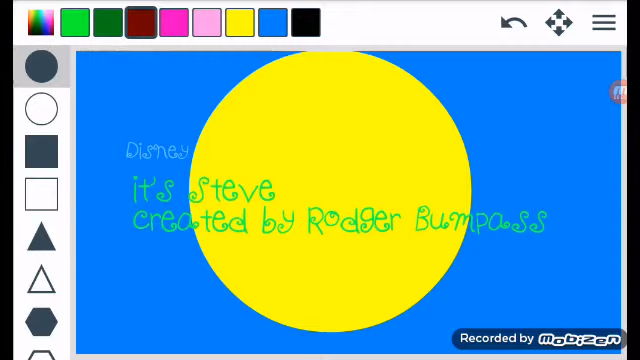 Disney
it's Steve
created by Rodger Bumpass
Recorded by
MOBIZEN